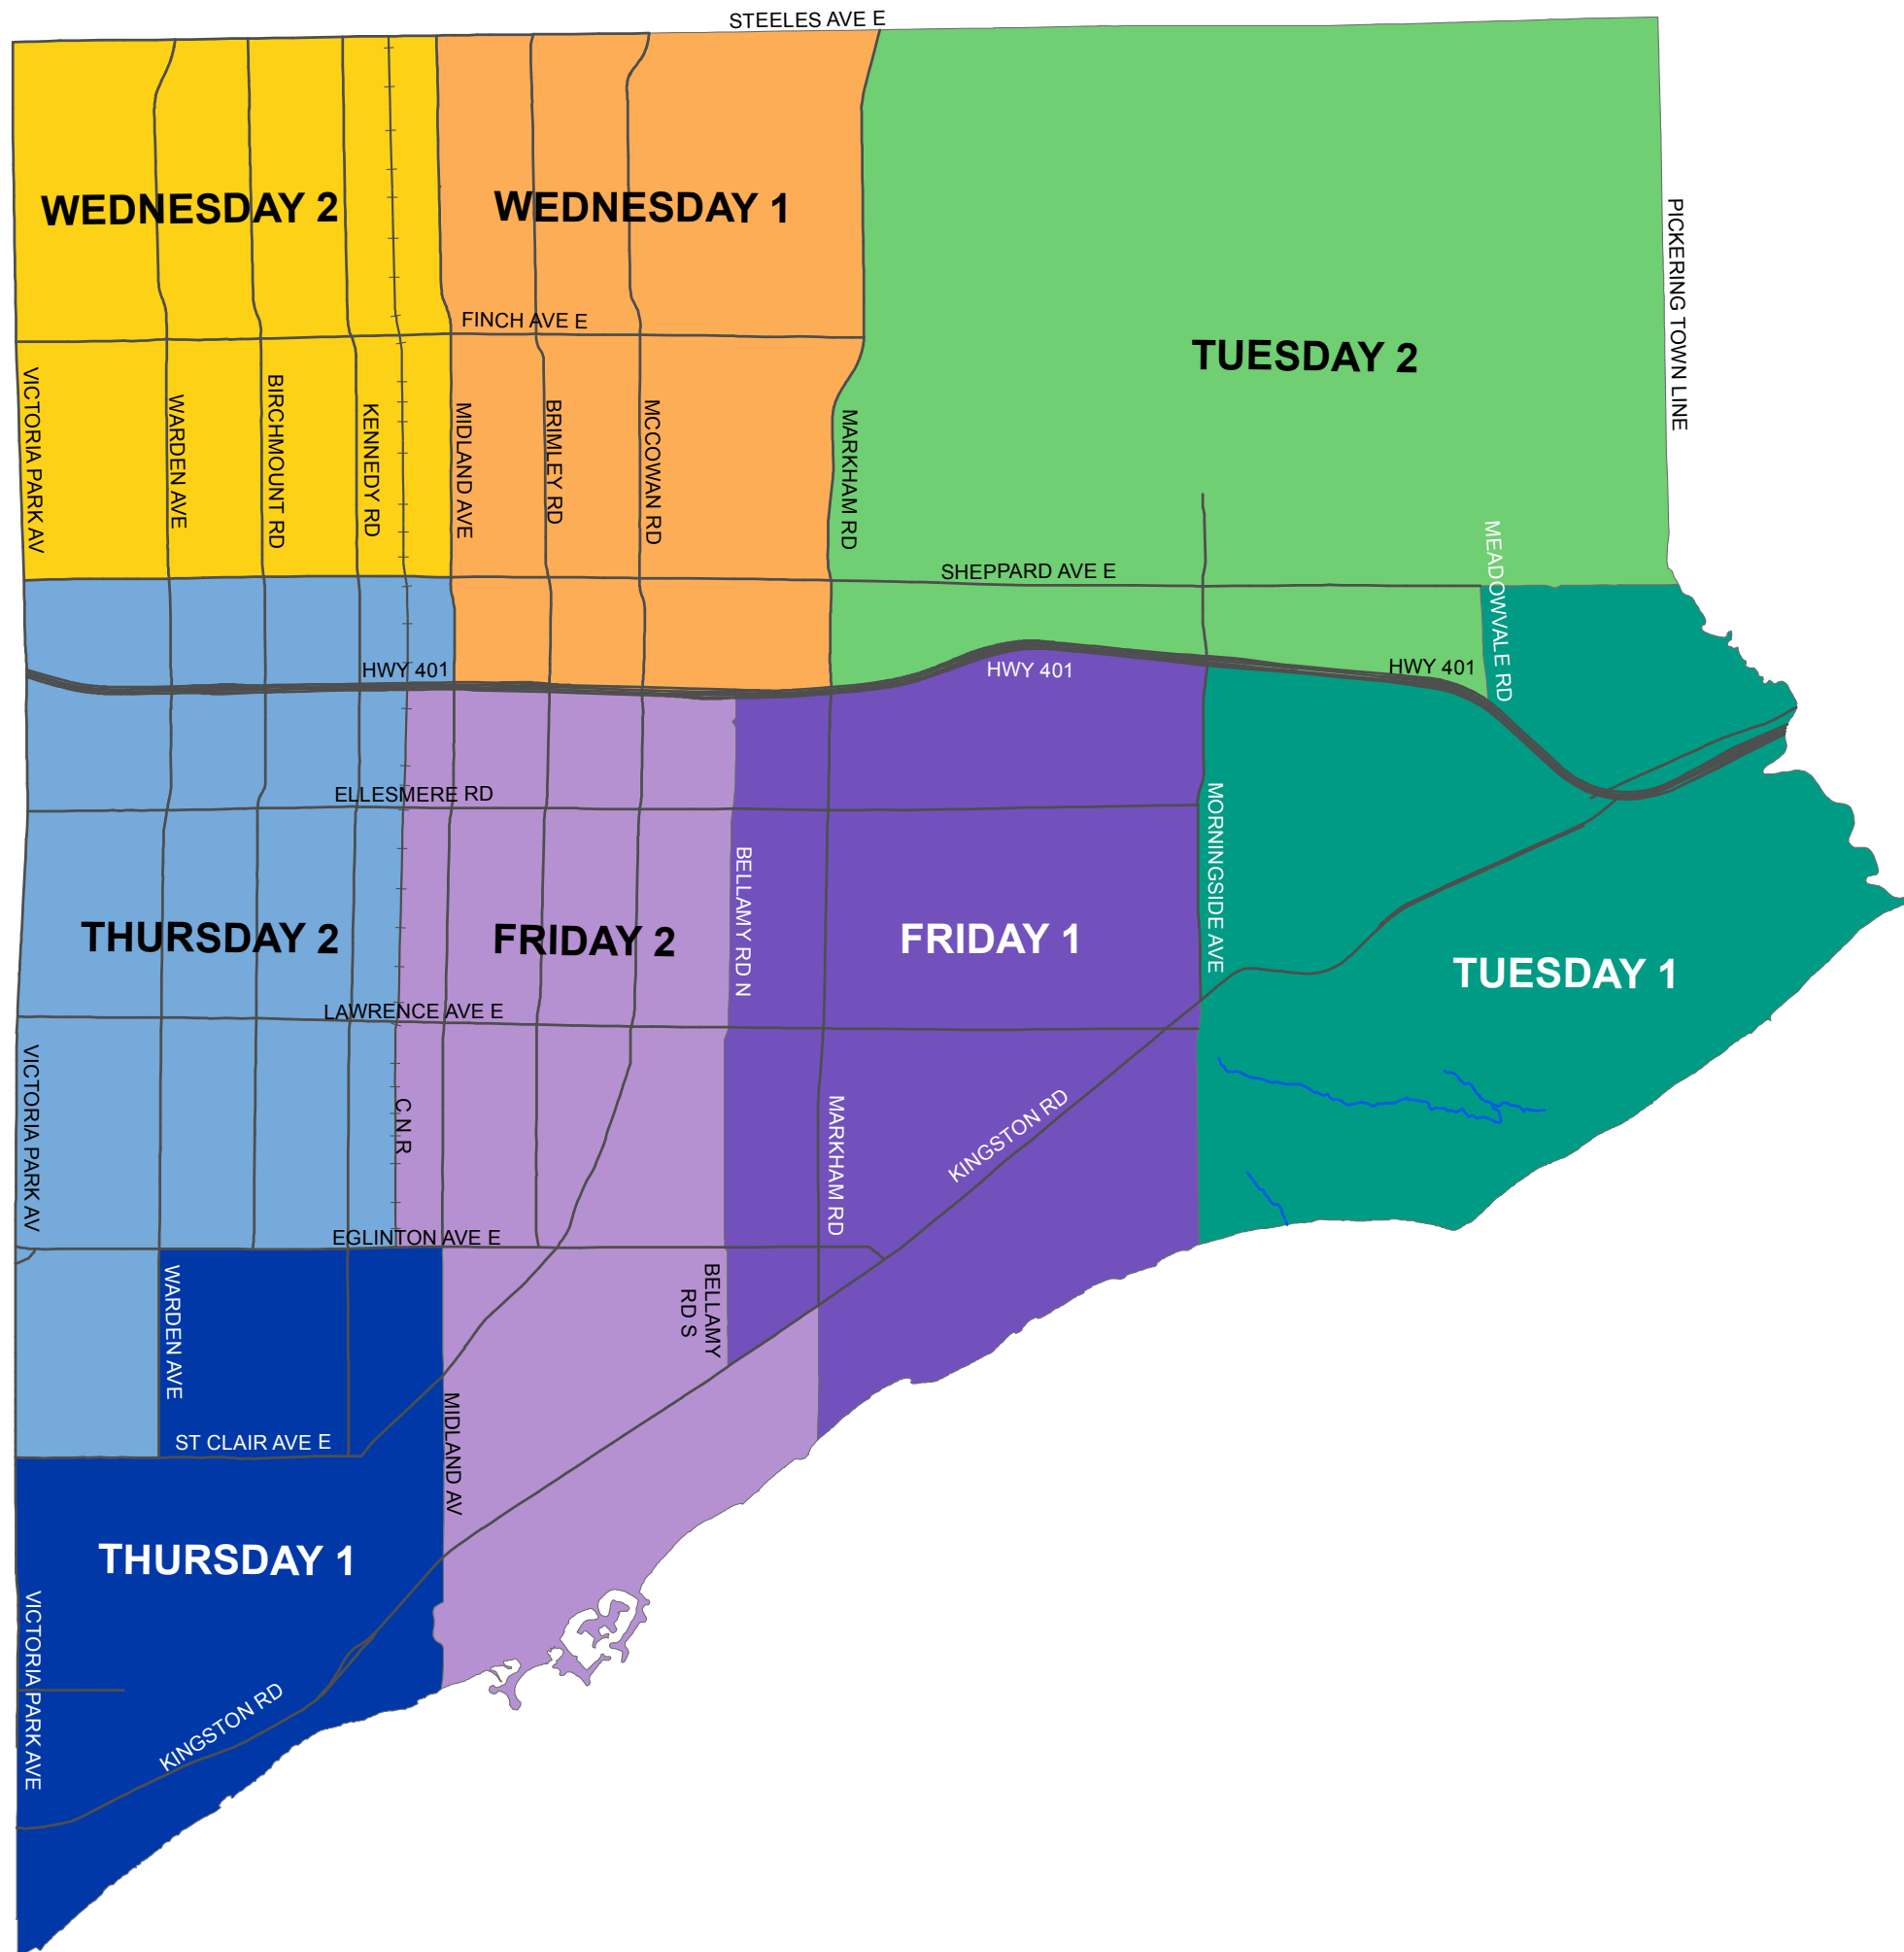 STEELES AVE E
WEDNESDAY 2
WEDNESDAY 1
PICKERING TOWN LINE
FINCH AVE E
TUESDAY 2
VICTORIA PARK AV
WARDEN AVE
BIRCHMOUNT RD
KENNEDY RD
MIDLAND AVE
BRIMLEY RD
MCCOWAN RD
MARKHAM RD
SHEPPARD AVE E
MEADOWVALE RD
HWY 401
HWY 401
HWY 401
ELLESMERE RD
BELLAMY RD N
MORNINGSIDE AVE
THURSDAY 2
FRIDAY 2
FRIDAY 1
TUESDAY 1
LAWRENCE AVE E
VICTORIA PARK AV
C N R
MARKHAM RD
KINGSTON RD
EGLINTON AVE E
WARDEN AVE
BELLAMY
RD S
MIDLAND AV
ST CLAIR AVE E
THURSDAY 1
VICTORIA PARK AVE
KINGSTON RD